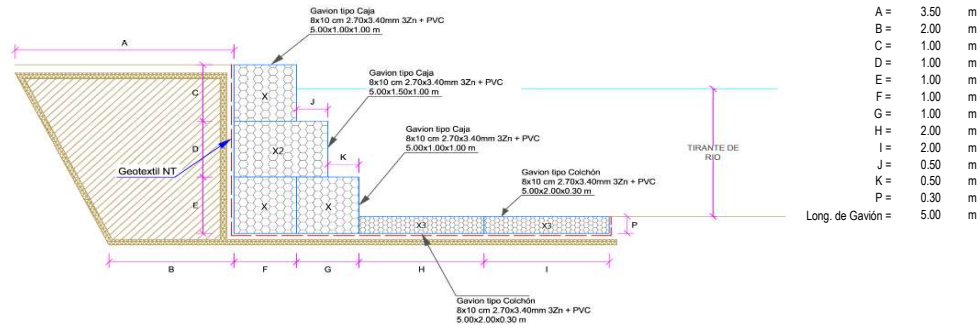 Gavion tipo Caja
8x10 cm 2.70x3.40mm 3Zn + PVC
5.00x1.00x1.00 m
A
Gavion tipo Caja
8x10 cm 2.70x3.40mm 3Zn + PVC
5.00x1.50x1.00 m
C
X
J
Gavion tipo Caja
8x10 cm 2.70x3.40mm 3Zn + PVC
5.00x1.00x1.00 m
D
X2
K
TIRANTE DE
RIO
Geotextil NT
Gavion tipo Colchón
8x10 cm 2.70x3.40mm 3Zn + PVC
5.00x2.00x0.30 m
E
X
X
X3
X3
P
B
F
G
H
I
Gavion tipo Colchón
8x10 cm 2.70x3.40mm 3Zn + PVC
5.00x2.00x0.30 m
A = 3.50 m
B = 2.00 m
C = 1.00 m
D = 1.00 m
E = 1.00 m
F = 1.00 m
G = 1.00 m
H = 2.00 m
I = 2.00 m
J = 0.50 m
K = 0.50 m
P = 0.30 m
Long. de Gavión = 5.00 m